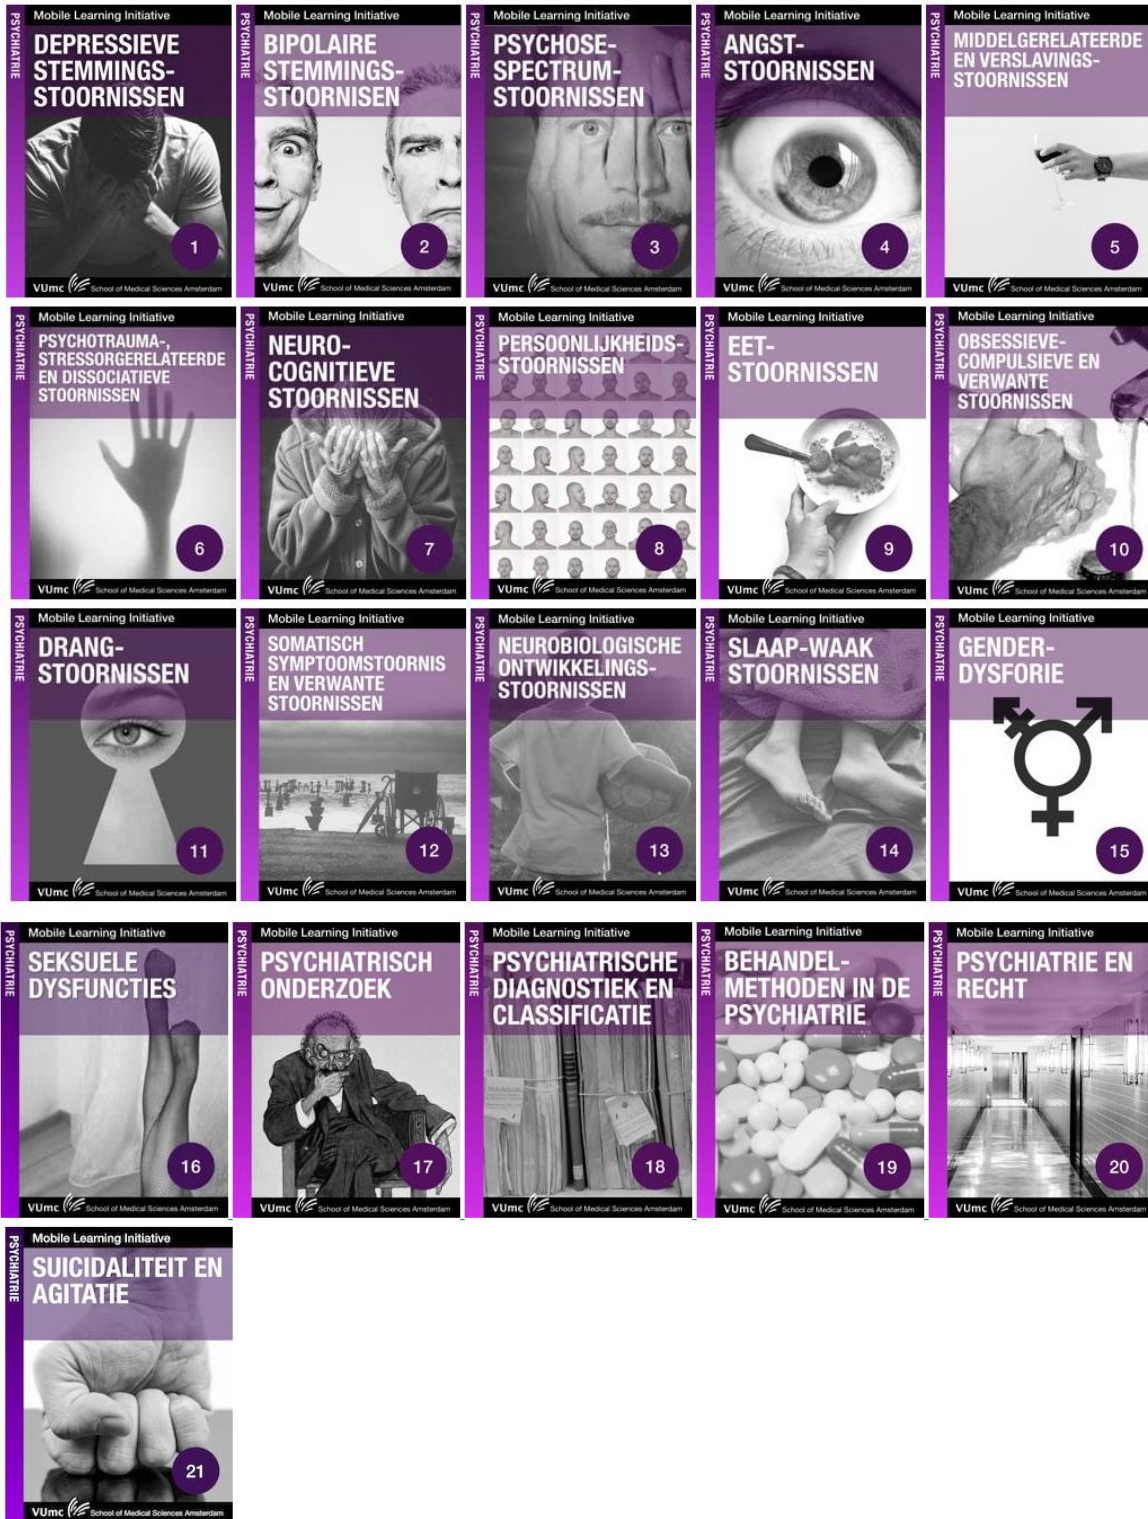 Mobile Learning Initiative
PSYCHIATRIE
DEPRESSIEVE
STEMMINGS-
STOORNISSEN
1
VUmc School of Medical Sciences Amsterdam
Mobile Learning Initiative
PSYCHIATRIE
BIPOLAIRE
STEMMINGS-
STOORNISEN
2
VUmc School of Medical Sciences Amsterdam
Mobile Learning Initiative
PSYCHIATRIE
PSYCHOSE-
SPECTRUM-
STOORNISSEN
3
VUmc School of Medical Sciences Amsterdam
Mobile Learning Initiative
PSYCHIATRIE
ANGST-
STOORNISSEN
4
VUmc School of Medical Sciences Amsterdam
Mobile Learning Initiative
PSYCHIATRIE
MIDDELGERELATEERDE
EN VERSLAVINGS-
STOORNISSEN
5
VUmc School of Medical Sciences Amsterdam
Mobile Learning Initiative
PSYCHIATRIE
PSYCHOTRAUMA-,
STRESSORGERELATEERDE
EN DISSOCIATIEVE
STOORNISSEN
6
VUmc School of Medical Sciences Amsterdam
Mobile Learning Initiative
PSYCHIATRIE
NEURO-
COGNITIEVE
STOORNISSEN
7
VUmc School of Medical Sciences Amsterdam
Mobile Learning Initiative
PSYCHIATRIE
PERSOONLIJKHEIDS-
STOORNISSEN
8
VUmc School of Medical Sciences Amsterdam
Mobile Learning Initiative
PSYCHIATRIE
EET-
STOORNISSEN
9
VUmc School of Medical Sciences Amsterdam
Mobile Learning Initiative
PSYCHIATRIE
OBSESSIEVE-
COMPULSIEVE EN
VERWANTE
STOORNISSEN
10
VUmc School of Medical Sciences Amsterdam
Mobile Learning Initiative
PSYCHIATRIE
DRANG-
STOORNISSEN
11
VUmc School of Medical Sciences Amsterdam
Mobile Learning Initiative
PSYCHIATRIE
SOMATISCH
SYMPTOOMSTOORNIS
EN VERWANTE
STOORNISSEN
12
VUmc School of Medical Sciences Amsterdam
Mobile Learning Initiative
PSYCHIATRIE
NEUROBIOLOGISCHE
ONTWIKKELINGS-
STOORNISSEN
13
VUmc School of Medical Sciences Amsterdam
Mobile Learning Initiative
PSYCHIATRIE
SLAAP-WAAK
STOORNISSEN
14
VUmc School of Medical Sciences Amsterdam
Mobile Learning Initiative
PSYCHIATRIE
GENDER-
DYSFORIE
15
VUmc School of Medical Sciences Amsterdam
Mobile Learning Initiative
PSYCHIATRIE
SEKSUELE
DYSFUNCTIES
16
VUmc School of Medical Sciences Amsterdam
Mobile Learning Initiative
PSYCHIATRIE
PSYCHIATRISCH
ONDERZOEK
17
VUmc School of Medical Sciences Amsterdam
Mobile Learning Initiative
PSYCHIATRIE
PSYCHIATRISCHE
DIAGNOSTIEK EN
CLASSIFICATIE
18
VUmc School of Medical Sciences Amsterdam
Mobile Learning Initiative
PSYCHIATRIE
BEHANDEL-
METHODEN IN DE
PSYCHIATRIE
19
VUmc School of Medical Sciences Amsterdam
Mobile Learning Initiative
PSYCHIATRIE
PSYCHIATRIE EN
RECHT
20
VUmc School of Medical Sciences Amsterdam
Mobile Learning Initiative
PSYCHIATRIE
SUICIDALITEIT EN
AGITATIE
21
VUmc School of Medical Sciences Amsterdam